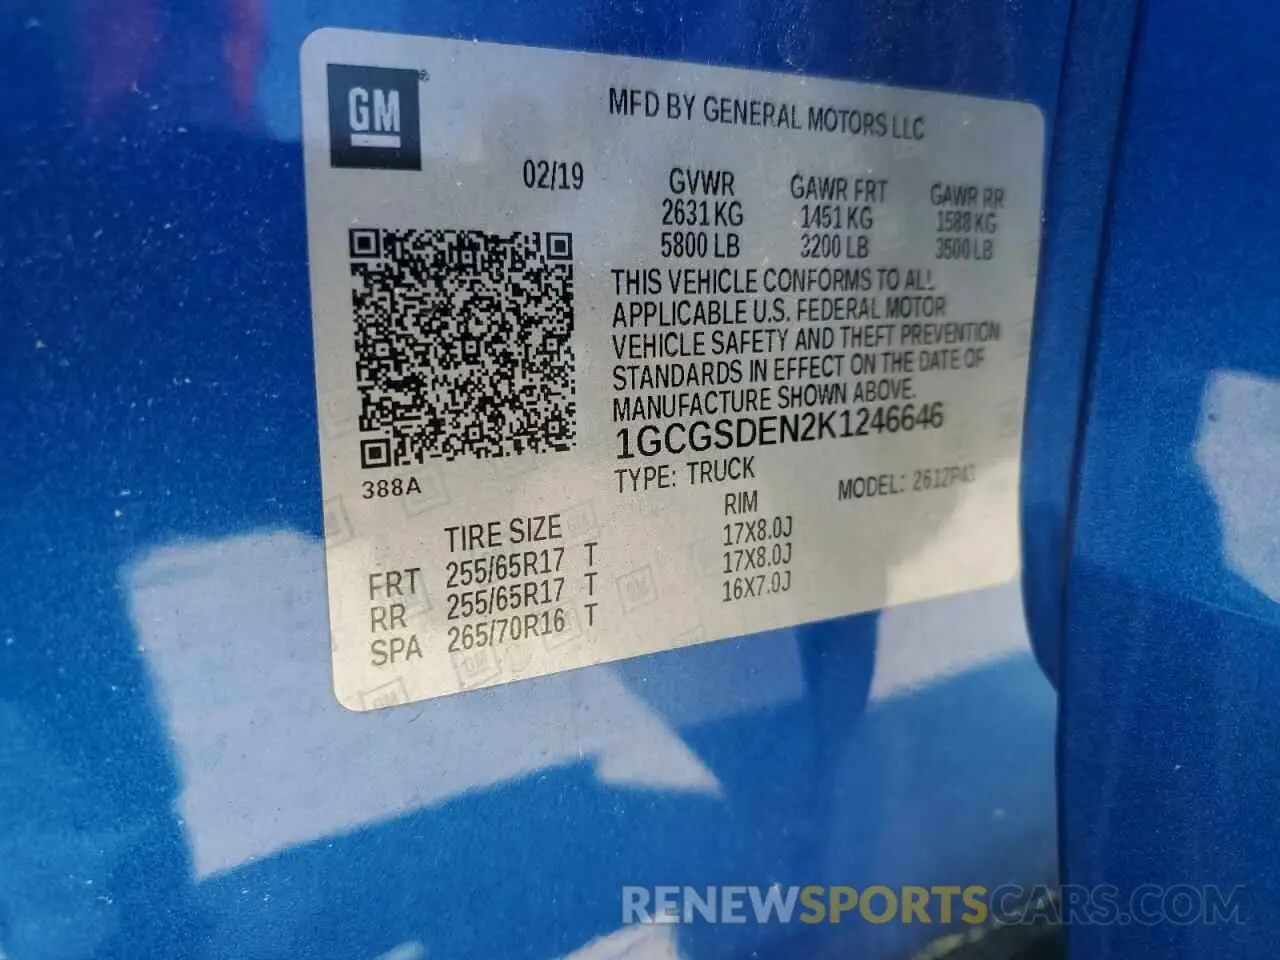 GM®
MFD BY GENERAL MOTORS LLC
02/19
GVWR GAWR FRT GAWR RR
2631 KG 1451 KG 1588 KG
5800 LB 3200 LB 3500 LB
THIS VEHICLE CONFORMS TO ALL
APPLICABLE U.S. FEDERAL MOTOR
VEHICLE SAFETY AND THEFT PREVENTION
STANDARDS IN EFFECT ON THE DATE OF
MANUFACTURE SHOWN ABOVE.
1GCGSDEN2K1246646
TYPE: TRUCK MODEL: 
388A
TIRE SIZE RIM
FRT 255/65R17 T 17X8.0J
RR 255/65R17 T 17X8.0J
SPA 265/70R16 T 16X7.0J
RENEWSPORTSCARS.COM